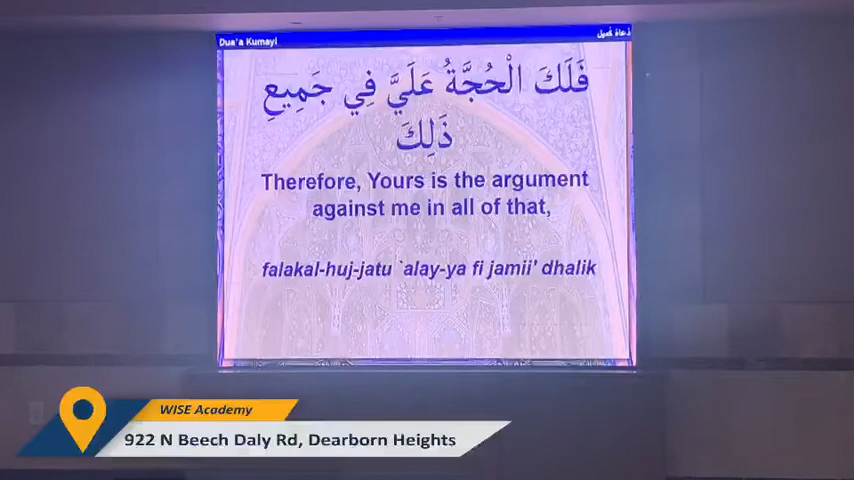 Dua'a Kumayl
دعاء كميل
فَلَكَ الْحُجَّةُ عَلَيَّ فِي جَمِيعِ
ذَلِكَ
Therefore, Yours is the argument
against me in all of that,
falakal-huj-jatu `alay-ya fi jamii' dhalik
WISE Academy
922 N Beech Daly Rd, Dearborn Heights